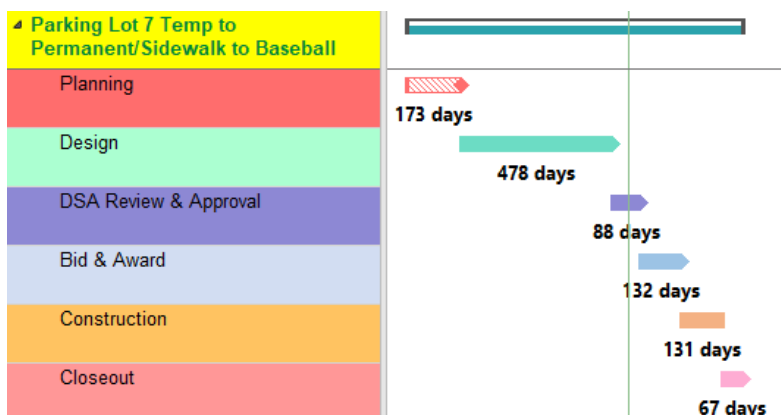 Parking Lot 7 Temp to
Permanent/Sidewalk to Baseball
Planning
173 days
Design
478 days
DSA Review & Approval
88 days
Bid & Award
132 days
Construction
131 days
Closeout
67 days